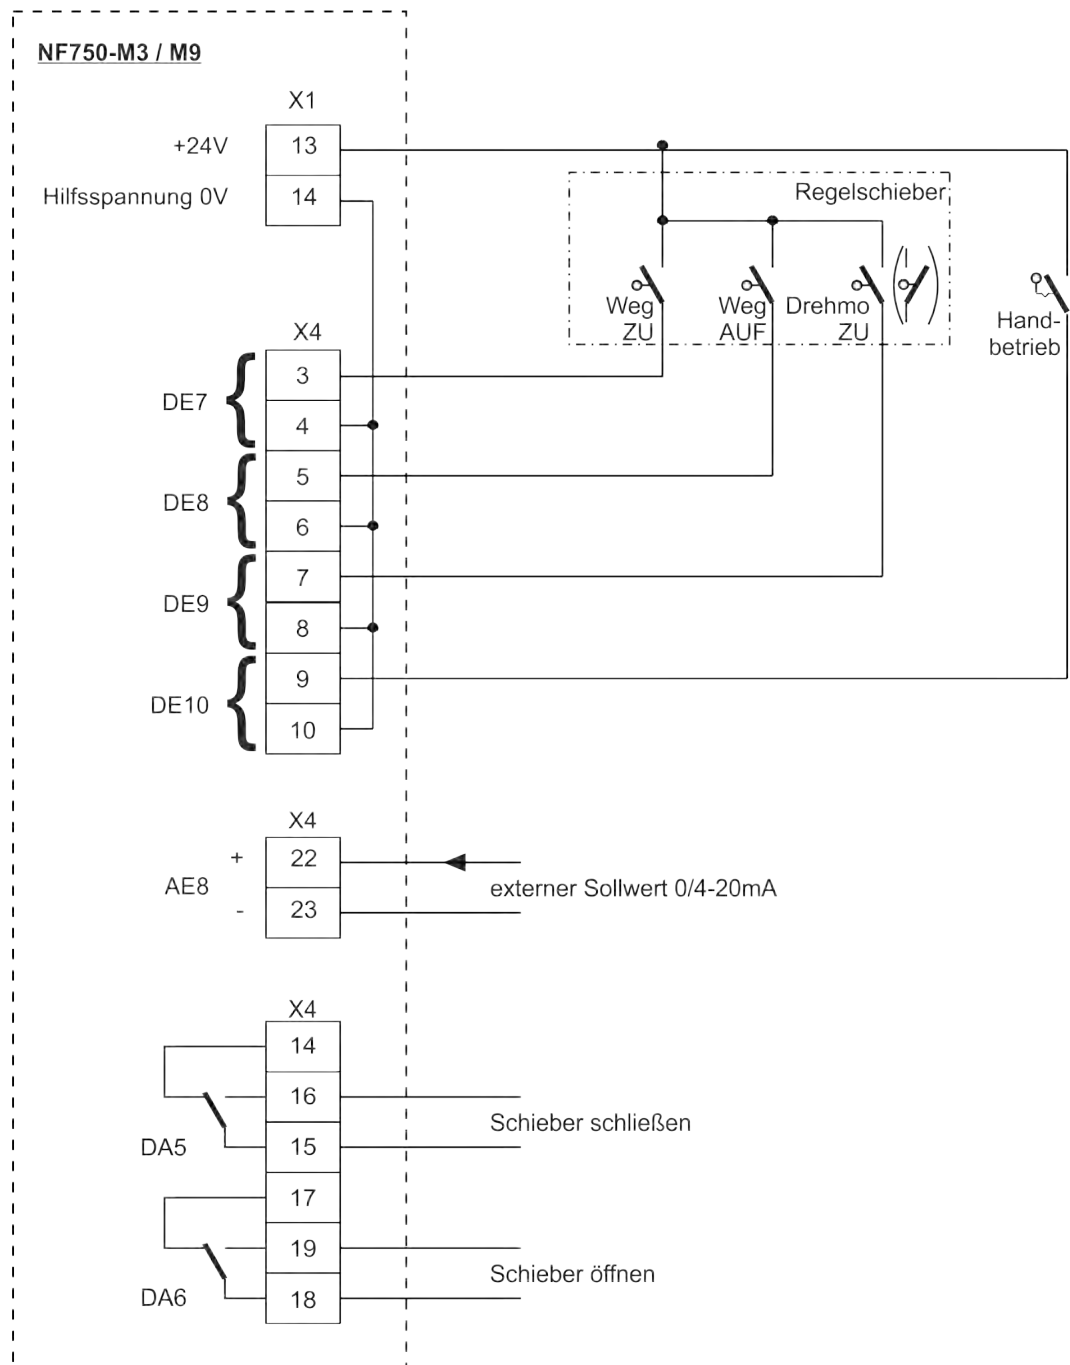 NF750-M3 / M9
X1
+24V 13
Hilfsspannung 0V 14
Regelschieber
Weg
ZU
Weg
AUF
Drehmo
ZU
Hand-
betrieb
X4
DE7
3
4
DE8
5
6
DE9
7
8
DE10
9
10
X4
+ 22
AE8
externer Sollwert 0/4-20mA
- 23
X4
14
16
Schieber schließen
DA5 15
17
19
Schieber öffnen
DA6 18